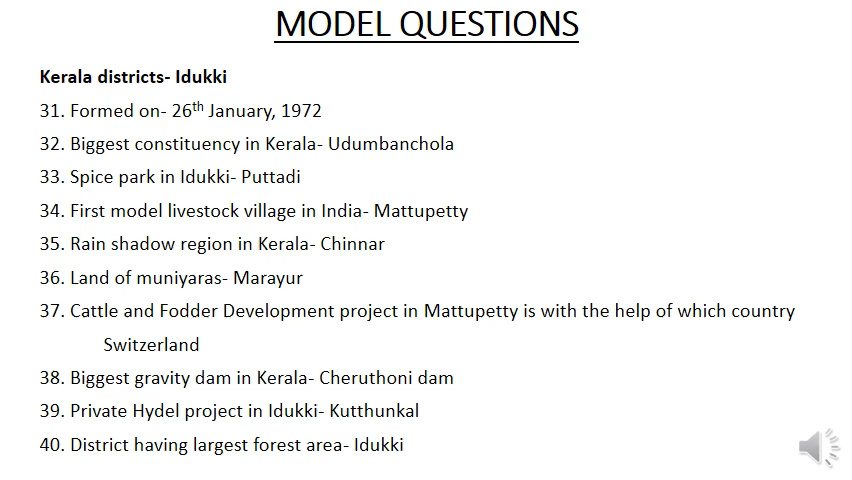 MODEL QUESTIONS
Kerala districts- Idukki
31. Formed on- 26th January, 1972
32. Biggest constituency in Kerala- Udumbanchola
33. Spice park in Idukki- Puttadi
34. First model livestock village in India- Mattupetty
35. Rain shadow region in Kerala- Chinnar
36. Land of muniyaras- Marayur
37. Cattle and Fodder Development project in Mattupetty is with the help of which country
Switzerland
38. Biggest gravity dam in Kerala- Cheruthoni dam
39. Private Hydel project in Idukki- Kutthunkal
40. District having largest forest area- Idukki